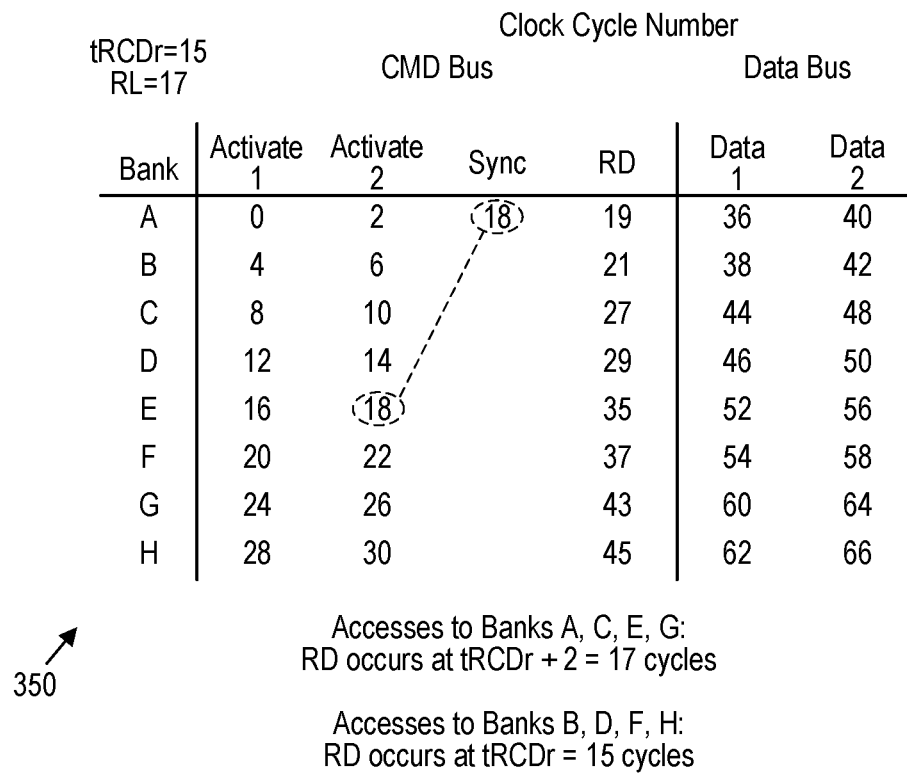 Clock Cycle Number
tRCDr=15
RL=17
CMD Bus
Data Bus
Bank Activate 1 Activate 2 Sync RD Data 1 Data 2
A 0 2 18 19 36 40
B 4 6 21 38 42
C 8 10 27 44 48
D 12 14 29 46 50
E 16 18 35 52 56
F 20 22 37 54 58
G 24 26 43 60 64
H 28 30 45 62 66
Accesses to Banks A, C, E, G:
RD occurs at tRCDr + 2 = 17 cycles
350
Accesses to Banks B, D, F, H:
RD occurs at tRCDr = 15 cycles